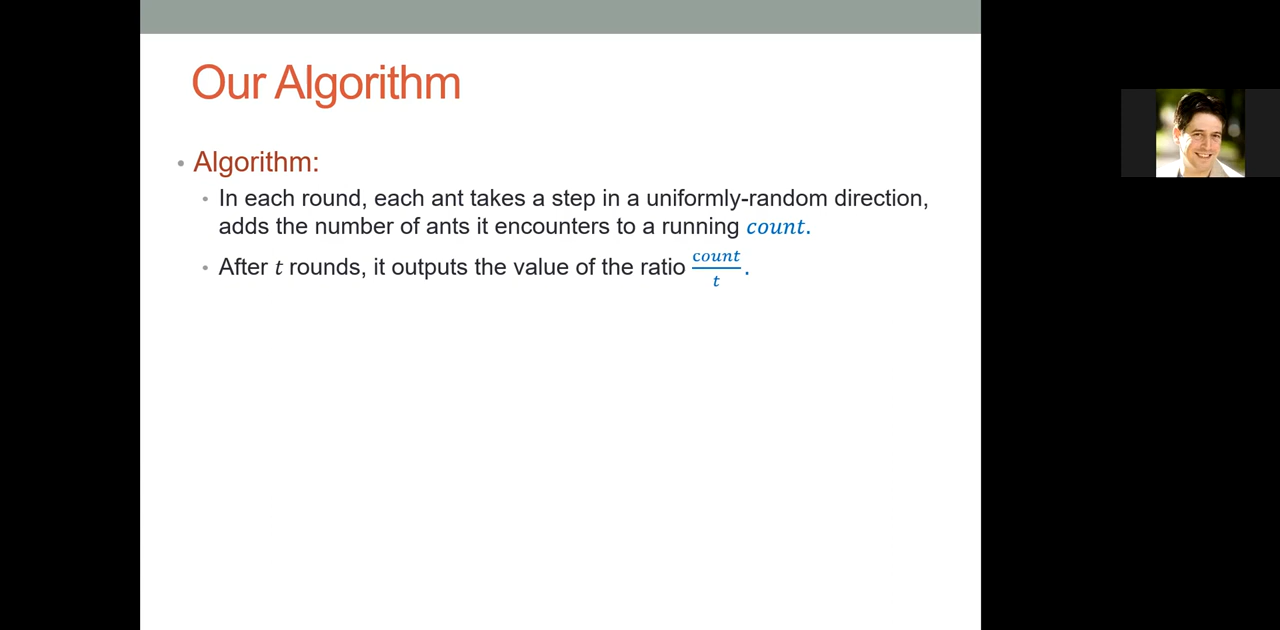 Our Algorithm
• Algorithm:
• In each round, each ant takes a step in a uniformly-random direction,
adds the number of ants it encounters to a running count.
• After t rounds, it outputs the value of the ratio count/t.